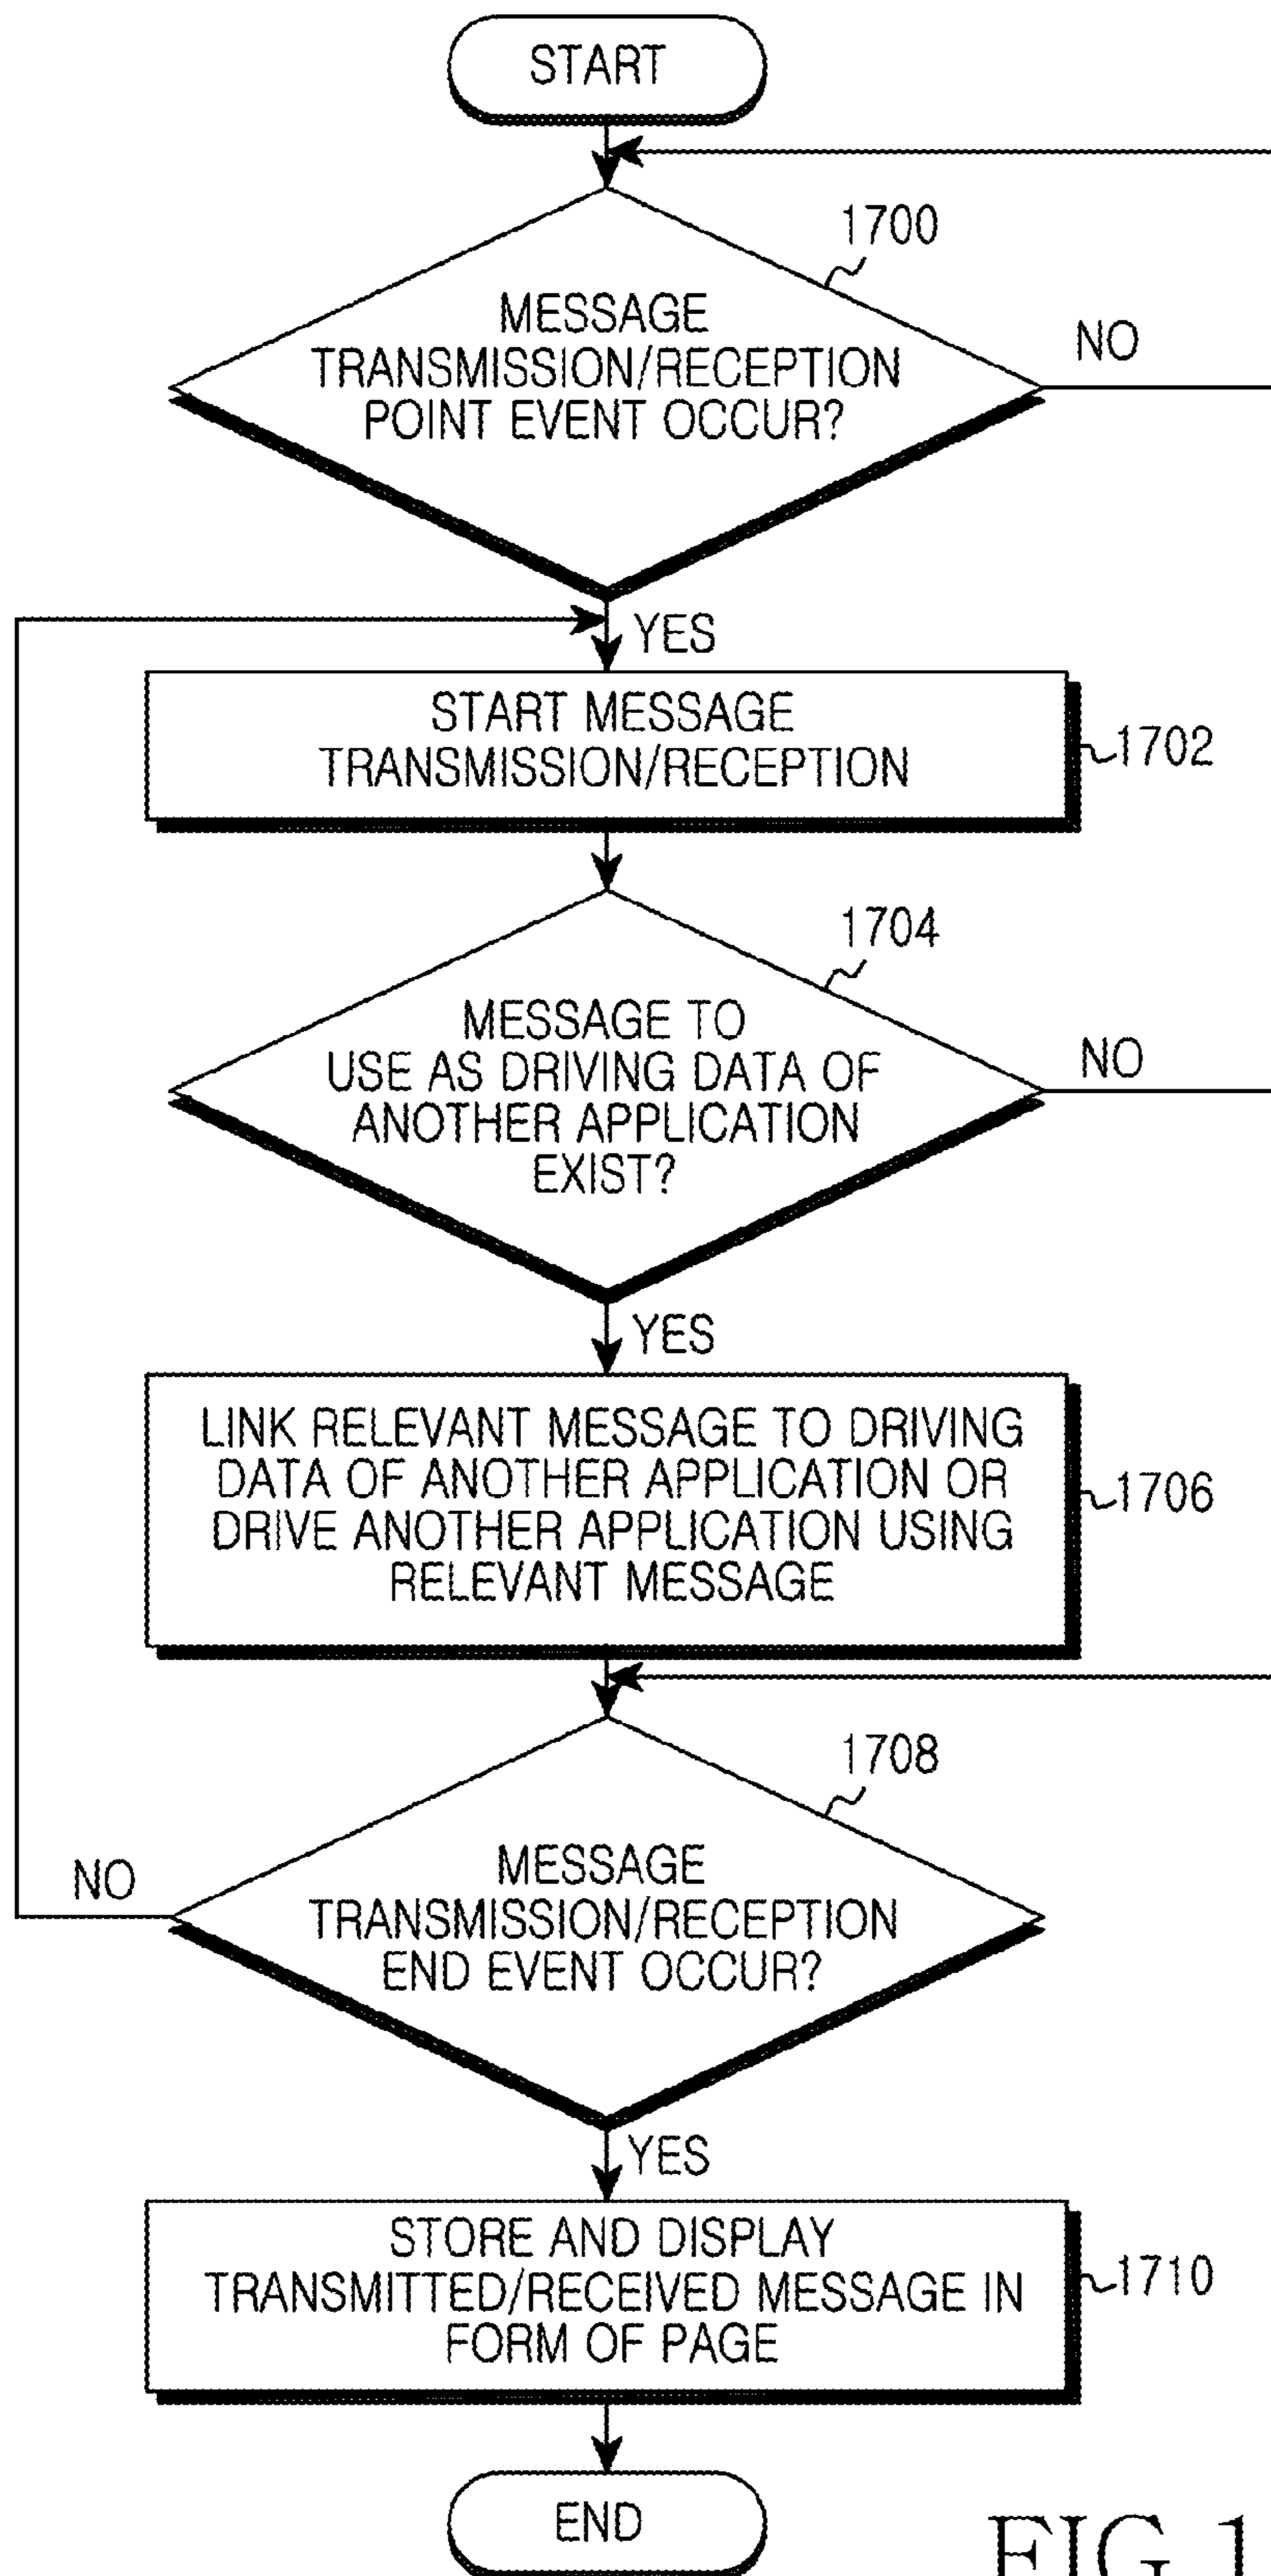 START
1700
MESSAGE
TRANSMISSION/RECEPTION
POINT EVENT OCCUR?
NO
YES
START MESSAGE
TRANSMISSION/RECEPTION
1702
1704
MESSAGE TO
USE AS DRIVING DATA OF
ANOTHER APPLICATION
EXIST?
NO
YES
LINK RELEVANT MESSAGE TO DRIVING
DATA OF ANOTHER APPLICATION OR
DRIVE ANOTHER APPLICATION USING
RELEVANT MESSAGE
1706
1708
MESSAGE
TRANSMISSION/RECEPTION
END EVENT OCCUR?
NO
YES
STORE AND DISPLAY
TRANSMITTED/RECEIVED MESSAGE IN
FORM OF PAGE
1710
END
FIG.1